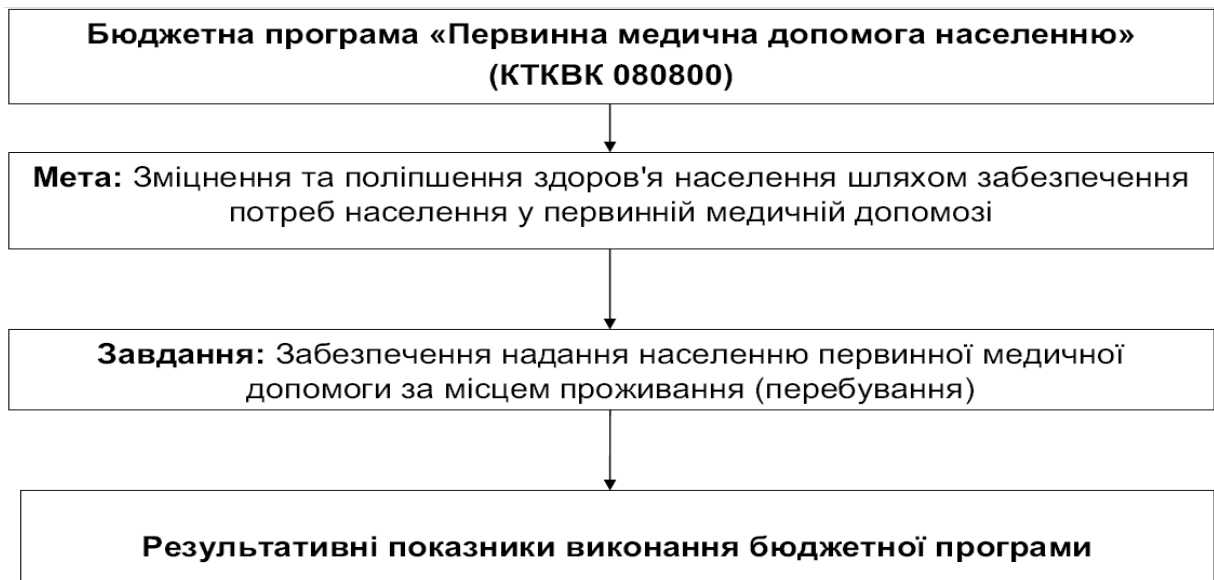 Бюджетна програма «Первинна медична допомога населенню»
(КТКВК 080800)
Мета: Зміцнення та поліпшення здоров'я населення шляхом забезпечення
потреб населення у первинній медичній допомозі
Завдання: Забезпечення надання населенню первинної медичної
допомоги за місцем проживання (перебування)
Результативні показники виконання бюджетної програми